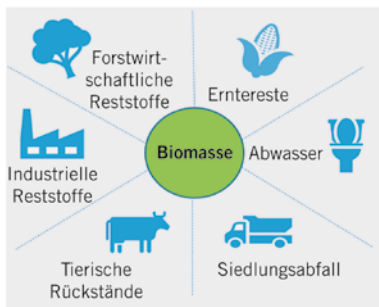 Forstwirt-
schaftliche
Reststoffe
Erntereste
Biomasse
Abwasser
Industrielle
Reststoffe
Tierische
Rückstände
Siedlungsabfall